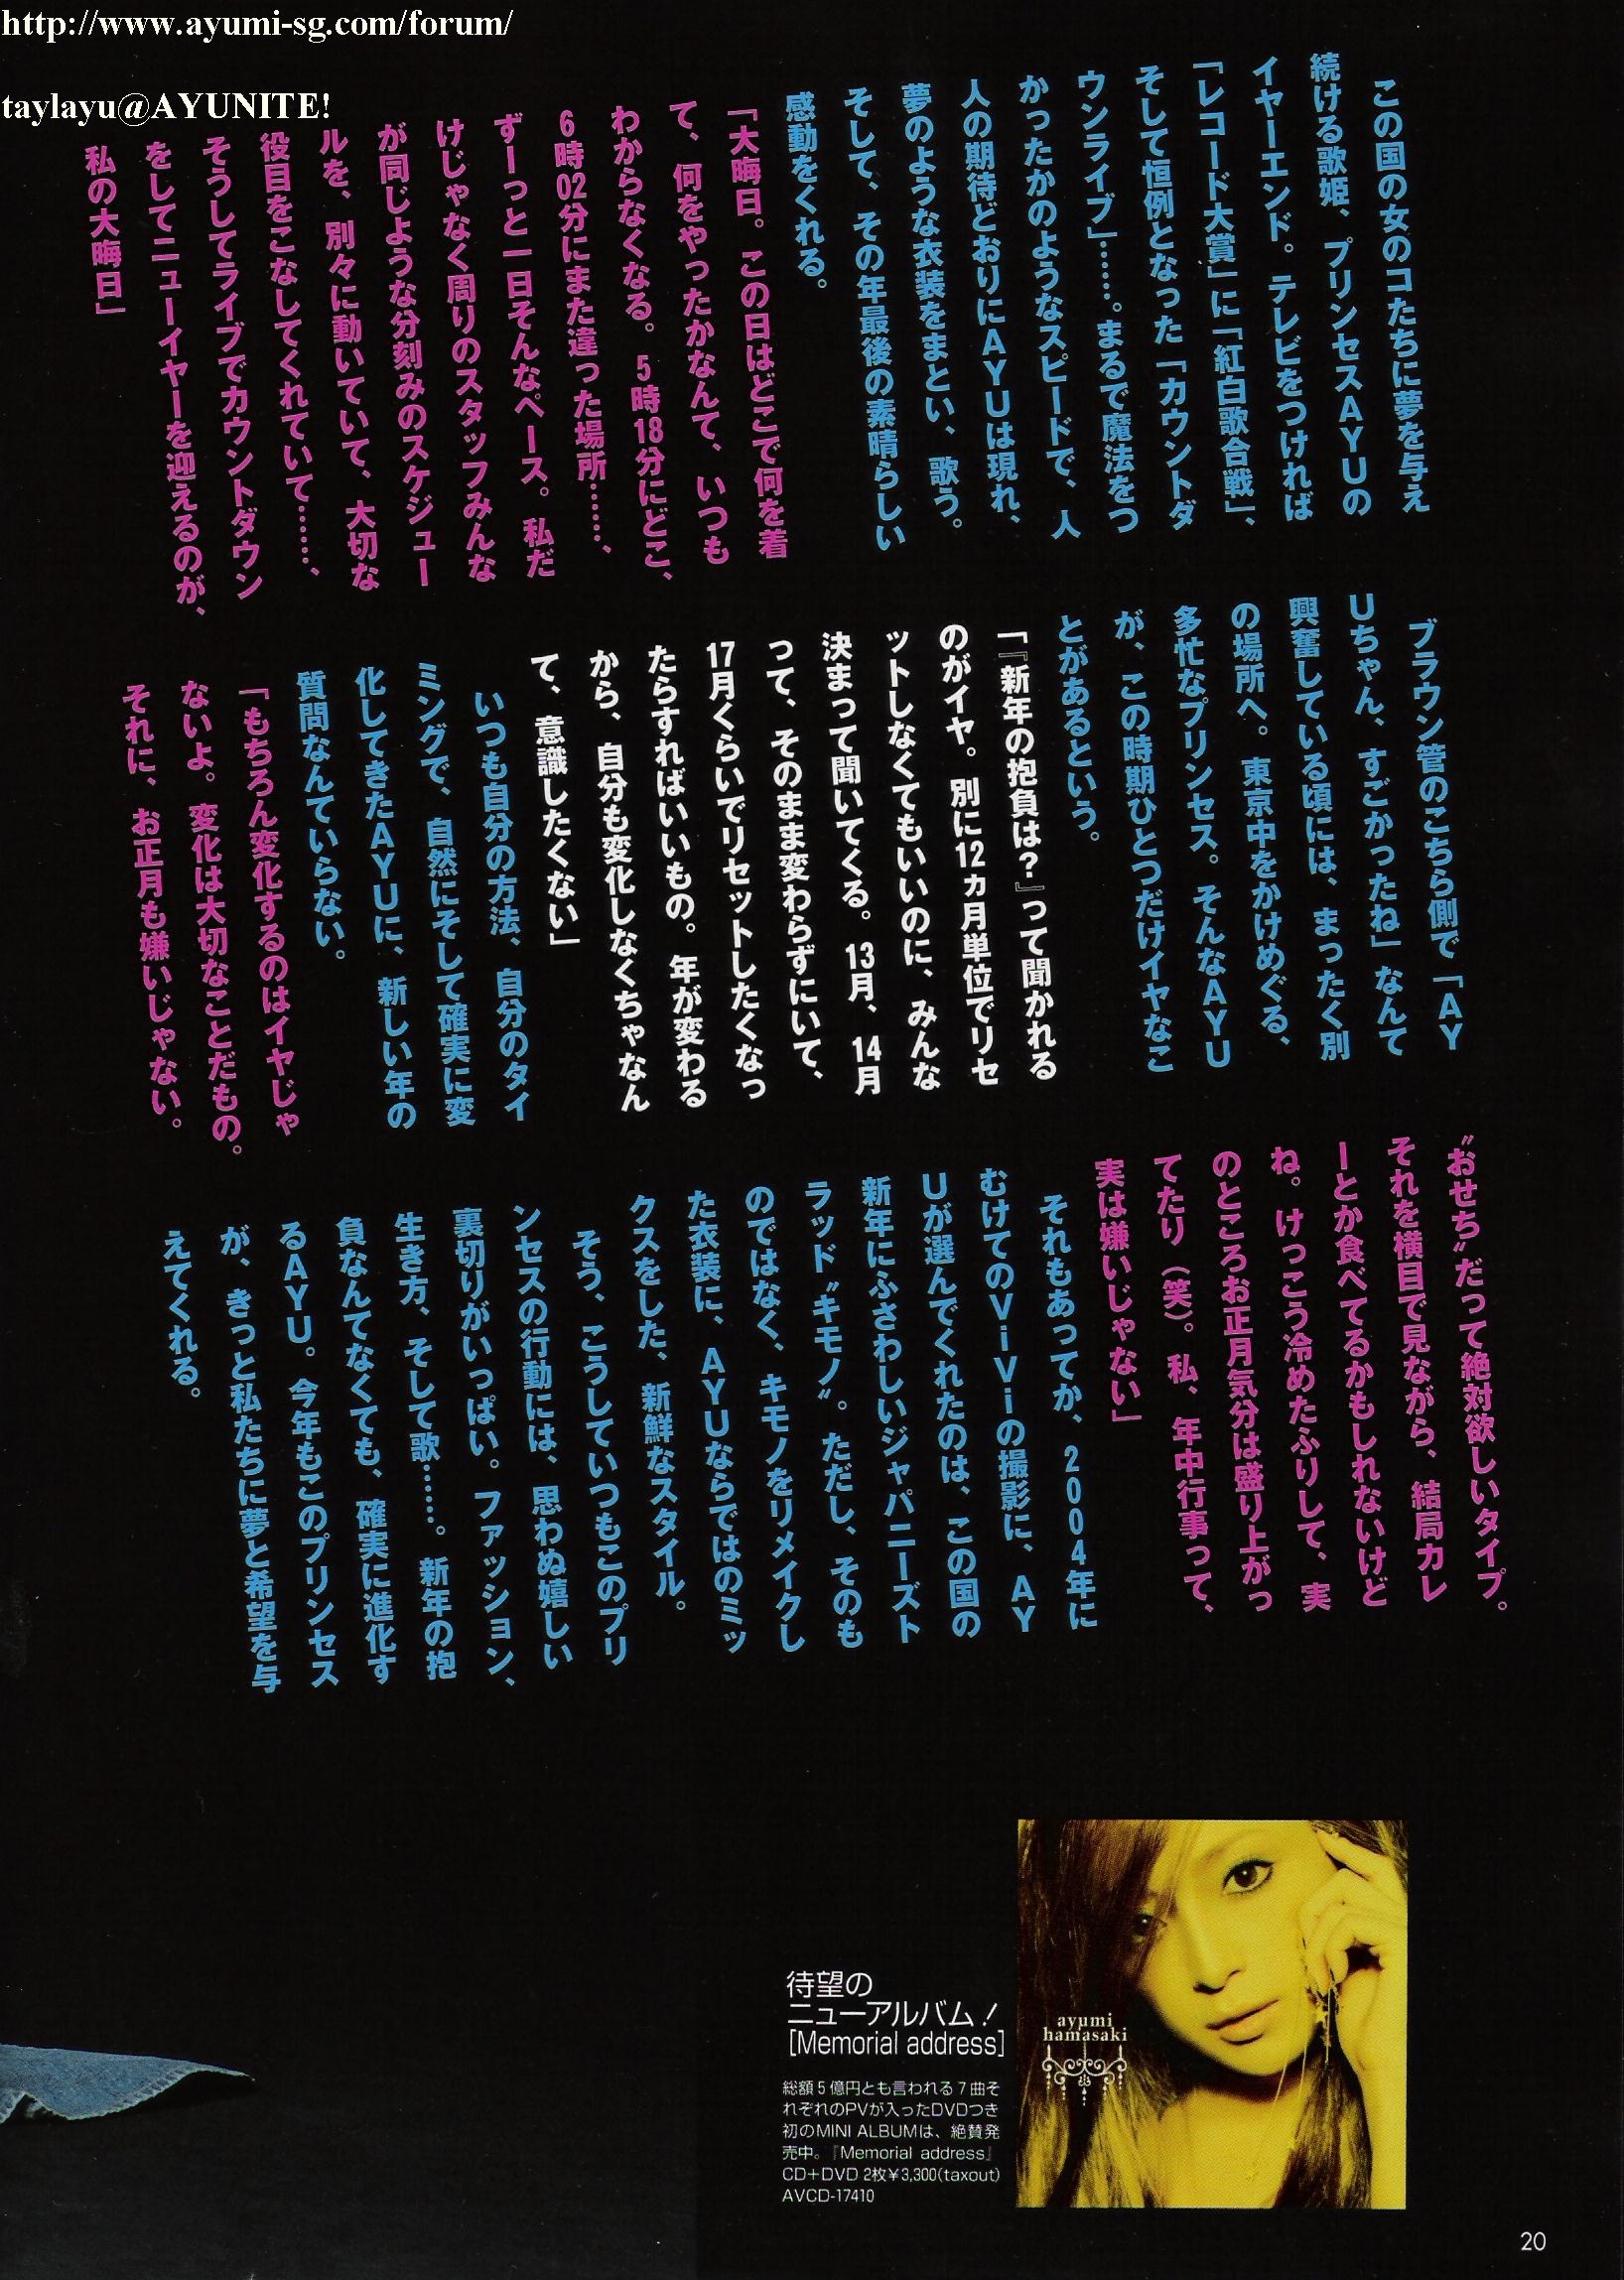 http://www.ayumi-sg.com/forum/
taylayu@AYUNITE!
この国の女のコたちに夢を与え
続ける歌姫、プリンセスAYUの
イヤーエンド。テレビをつければ
「レコード大賞」に「紅白歌合戦」、
そして恒例となった「カウントダ
ウンライブ」……。まるで魔法をつ
かったかのようなスピードで、人
人の期待どおりにAYUは現れ、
夢のような衣装をまとい、歌う。
そして、その年最後の素晴らしい
感動をくれる。
「大晦日。この日はどこで何を着
て、何をやったかなんて、いつも
わからなくなる。5時18分にどこ、
6時02分にまた違った場所……、
ずーっと一日そんなペース。私だ
けじゃなく周りのスタッフみんな
が同じような分刻みのスケジュー
ルを、別々に動いていて、大切な
役目をこなしてくれていて……、
そうしてライブでカウントダウン
をしてニューイヤーを迎えるのが、
私の大晦日」
ブラウン管のこちら側で「AY
Uちゃん、すごかったね」なんて
興奮している頃には、まったく別
の場所へ。東京中をかけめぐる、
多忙なプリンセス。そんなAYU
が、この時期ひとつだけイヤなこ
とがあるという。
「『新年の抱負は?』って聞かれる
のがイヤ。別に12ヵ月単位でリセ
ットしなくてもいいのに、みんな
決まって聞いてくる。13月、14月
って、そのまま変わらずにいて、
17月くらいでリセットしたくなっ
たらすればいいもの。年が変わる
から、自分も変化しなくちゃなん
て、意識したくない」
いつも自分の方法、自分のタイ
ミングで、自然にそして確実に変
化してきたAYUに、新しい年の
質問なんていらない。
「もちろん変化するのはイヤじゃ
ないよ。変化は大切なことだもの。
それに、お正月も嫌いじゃない。
〝おせち〟だって絶対欲しいタイプ。
それを横目で見ながら、結局カレ
ーとか食べてるかもしれないけど
ね。けっこう冷めたふりして、実
のところお正月気分は盛り上がっ
てたり(笑)。私、年中行事って、
実は嫌いじゃない」
それもあってか、2004年に
むけてのViViの撮影に、AY
Uが選んでくれたのは、この国の
新年にふさわしいジャパニーズト
ラッド〝キモノ〟。ただし、そのも
のではなく、キモノをリメイクし
た衣装に、AYUならではのミッ
クスをした、新鮮なスタイル。
そう、こうしていつもこのプリ
ンセスの行動には、思わぬ嬉しい
裏切りがいっぱい。ファッション、
生き方、そして歌……。新年の抱
負なんてなくても、確実に進化す
るAYU。今年もこのプリンセス
が、きっと私たちに夢と希望を与
えてくれる。
待望の
ニューアルバム!
[Memorial address]
総額5億円とも言われる7曲そ
れぞれのPVが入ったDVDつき
初のMINI ALBUMは、絶賛発
売中。『Memorial address』
CD+DVD 2枚¥3,300(taxout)
AVCD-17410
ayumi
hamasaki
20